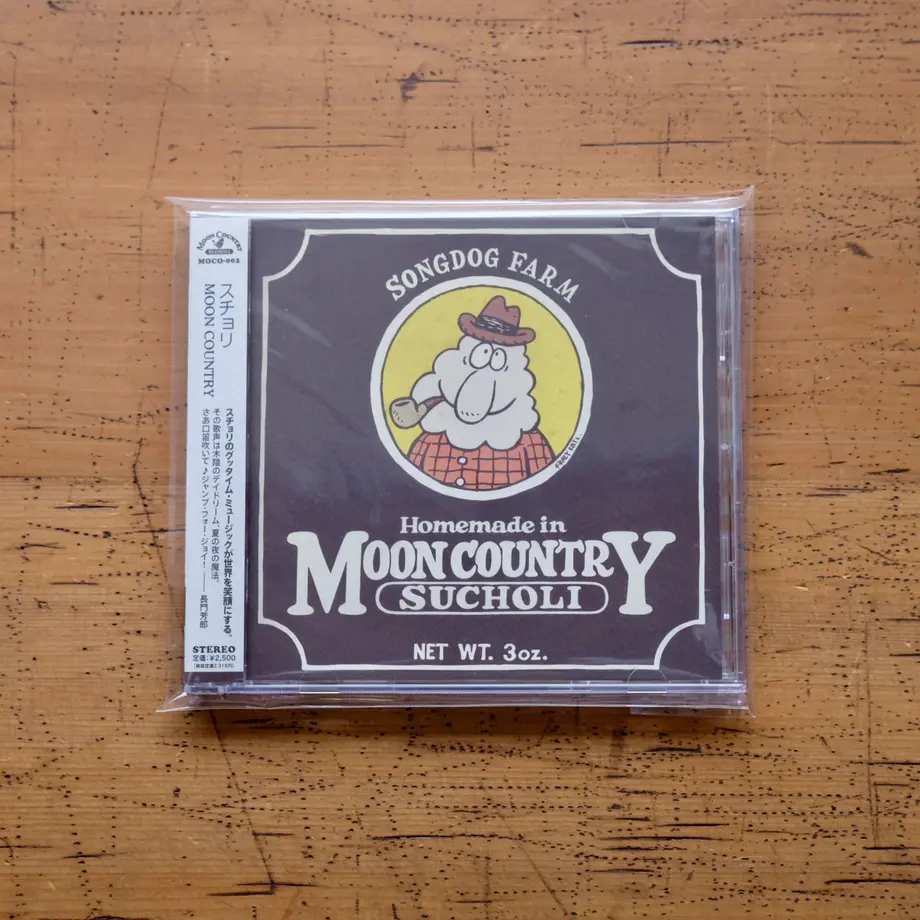 MOON COUNTRY
MOCO-002
スチョリ
MOON COUNTRY
スチョリのグッタイム・ミュージックが世界を笑顔にする。
その歌声は木陰のデイドリーム、夏の夜の魔法。
さあ口笛吹いて♪ジャンプ・フォー・ジョイ！ ——長門芳郎
STEREO
定価:¥2,500
SONGDOG FARM
Homemade in
MOON COUNTRY
SUCHOLI
NET WT. 3oz.